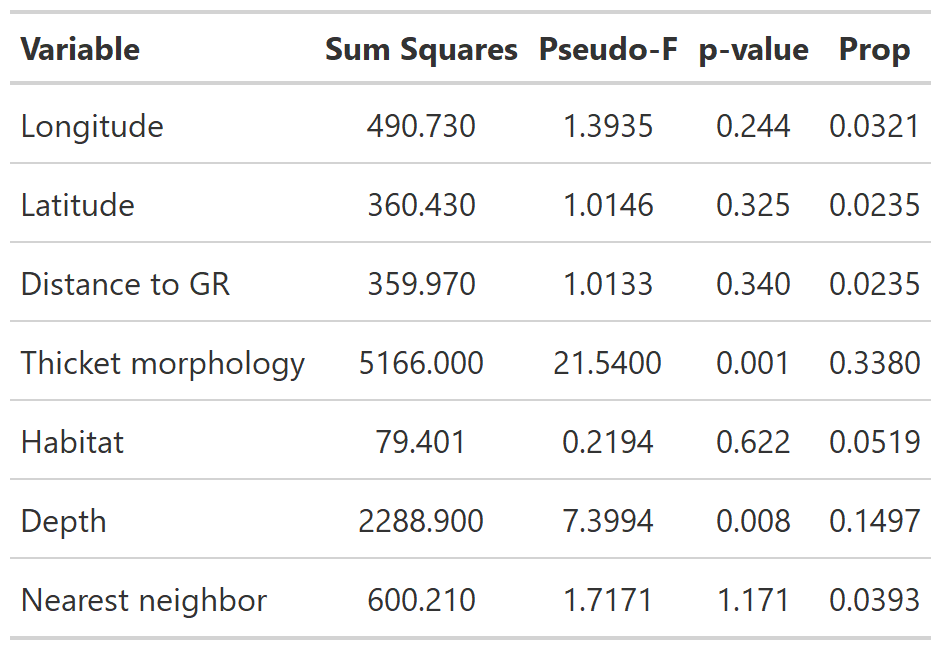 Variable Sum Squares Pseudo-F p-value Prop
Longitude 490.730 1.3935 0.244 0.0321
Latitude 360.430 1.0146 0.325 0.0235
Distance to GR 359.970 1.0133 0.340 0.0235
Thicket morphology 5166.000 21.5400 0.001 0.3380
Habitat 79.401 0.2194 0.622 0.0519
Depth 2288.900 7.3994 0.008 0.1497
Nearest neighbor 600.210 1.7171 1.171 0.0393